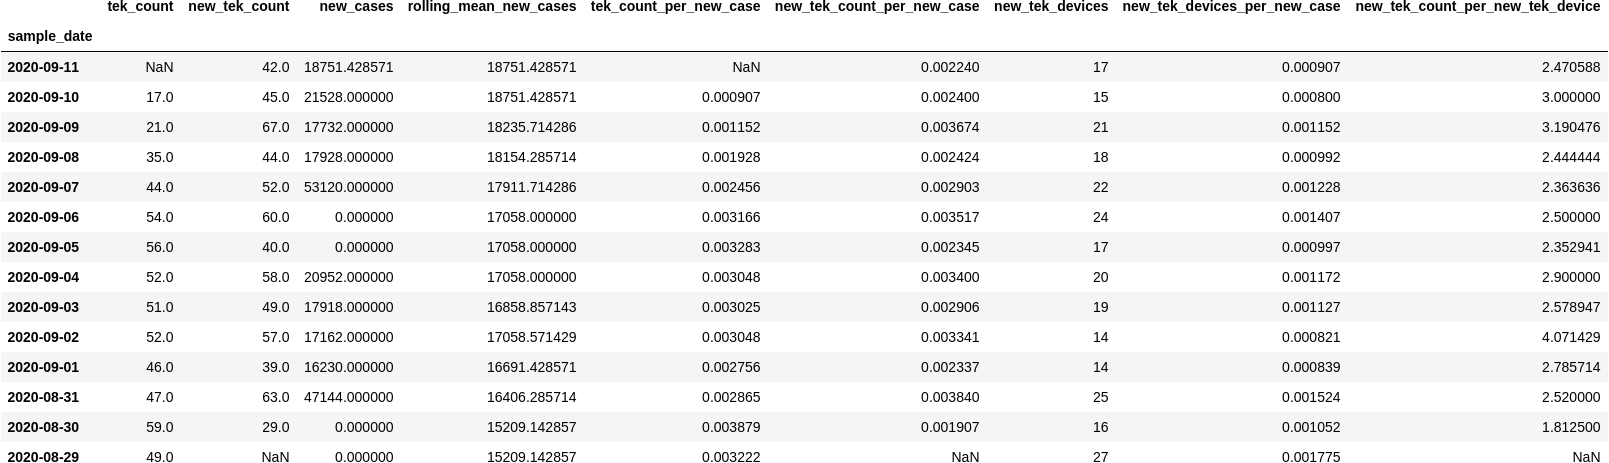 tek_count new_tek_count new_cases rolling_mean_new_cases tek_count_per_new_case new_tek_count_per_new_case new_tek_devices new_tek_devices_per_new_case new_tek_count_per_new_tek_device
sample_date
2020-09-11 NaN 42.0 18751.428571 18751.428571 NaN 0.002240 17 0.000907 2.470588
2020-09-10 17.0 45.0 21528.000000 18751.428571 0.000907 0.002400 15 0.000800 3.000000
2020-09-09 21.0 67.0 17732.000000 18235.714286 0.001152 0.003674 21 0.001152 3.190476
2020-09-08 35.0 44.0 17928.000000 18154.285714 0.001928 0.002424 18 0.000992 2.444444
2020-09-07 44.0 52.0 53120.000000 17911.714286 0.002456 0.002903 22 0.001228 2.363636
2020-09-06 54.0 60.0 0.000000 17058.000000 0.003166 0.003517 24 0.001407 2.500000
2020-09-05 56.0 40.0 0.000000 17058.000000 0.003283 0.002345 17 0.000997 2.352941
2020-09-04 52.0 58.0 20952.000000 17058.000000 0.003048 0.003400 20 0.001172 2.900000
2020-09-03 51.0 49.0 17918.000000 16858.857143 0.003025 0.002906 19 0.001127 2.578947
2020-09-02 52.0 57.0 17162.000000 17058.571429 0.003048 0.003341 14 0.000821 4.071429
2020-09-01 46.0 39.0 16230.000000 16691.428571 0.002756 0.002337 14 0.000839 2.785714
2020-08-31 47.0 63.0 47144.000000 16406.285714 0.002865 0.003840 25 0.001524 2.520000
2020-08-30 59.0 29.0 0.000000 15209.142857 0.003879 0.001907 16 0.001052 1.812500
2020-08-29 49.0 NaN 0.000000 15209.142857 0.003222 NaN 27 0.001775 NaN